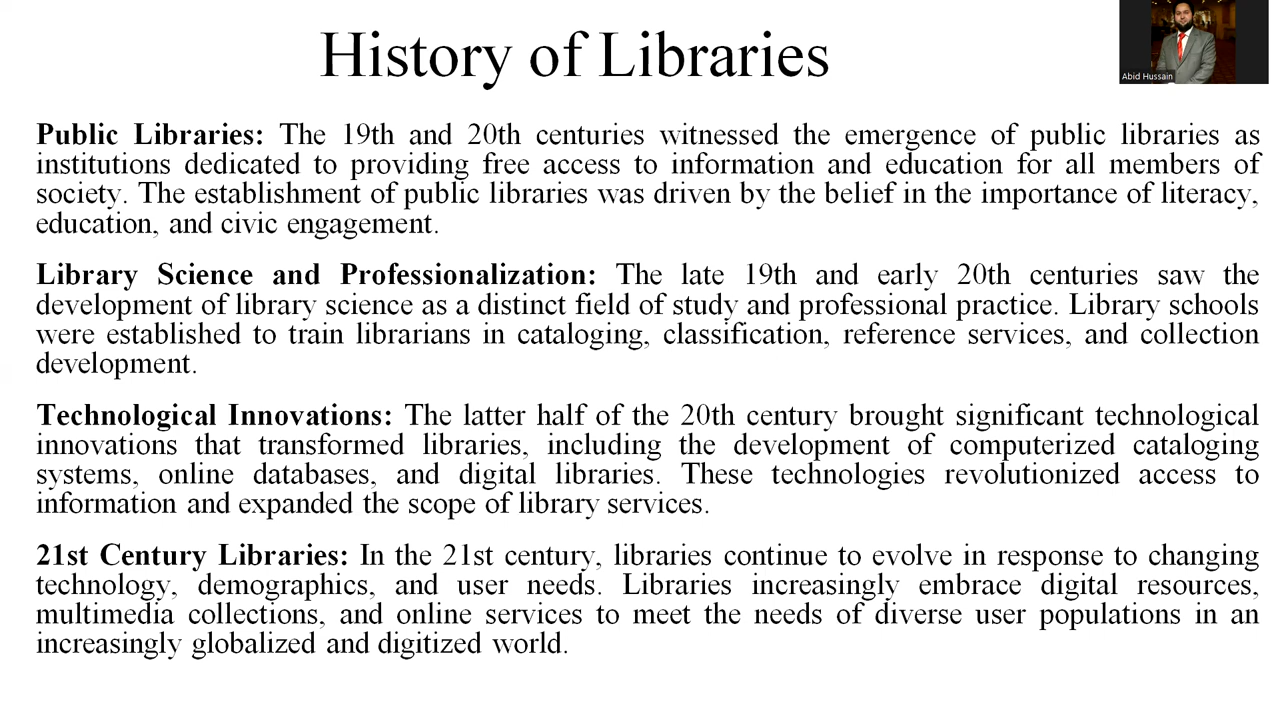 History of Libraries
Abid Hussain
Public Libraries: The 19th and 20th centuries witnessed the emergence of public libraries as
institutions dedicated to providing free access to information and education for all members of
society. The establishment of public libraries was driven by the belief in the importance of literacy,
education, and civic engagement.
Library Science and Professionalization: The late 19th and early 20th centuries saw the
development of library science as a distinct field of study and professional practice. Library schools
were established to train librarians in cataloging, classification, reference services, and collection
development.
Technological Innovations: The latter half of the 20th century brought significant technological
innovations that transformed libraries, including the development of computerized cataloging
systems, online databases, and digital libraries. These technologies revolutionized access to
information and expanded the scope of library services.
21st Century Libraries: In the 21st century, libraries continue to evolve in response to changing
technology, demographics, and user needs. Libraries increasingly embrace digital resources,
multimedia collections, and online services to meet the needs of diverse user populations in an
increasingly globalized and digitized world.